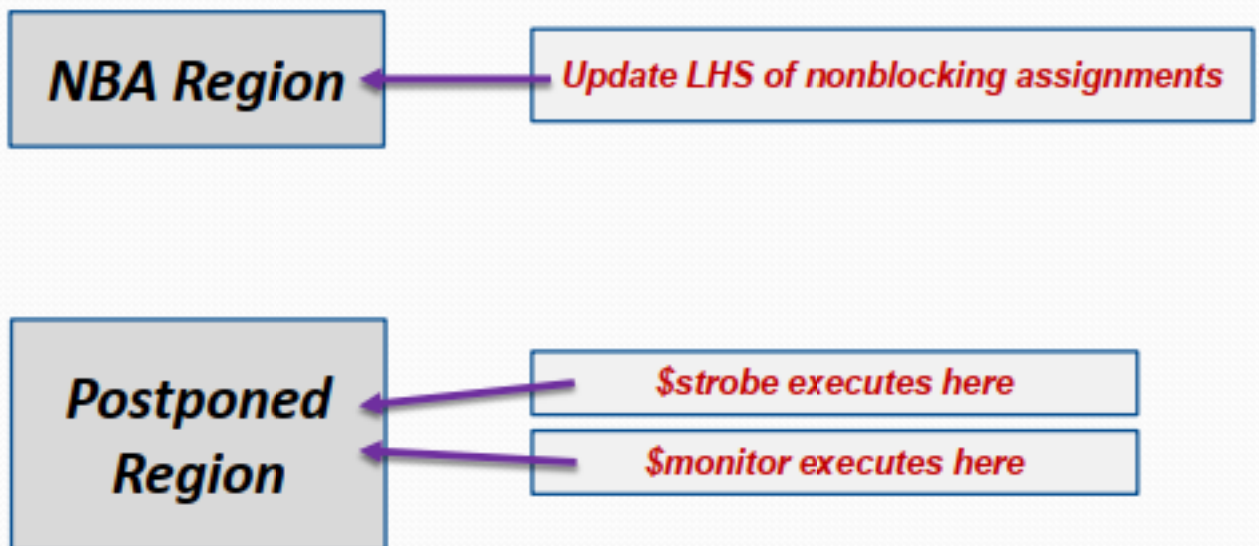 NBA Region
Update LHS of nonblocking assignments
Postponed
Region
$strobe executes here
$monitor executes here